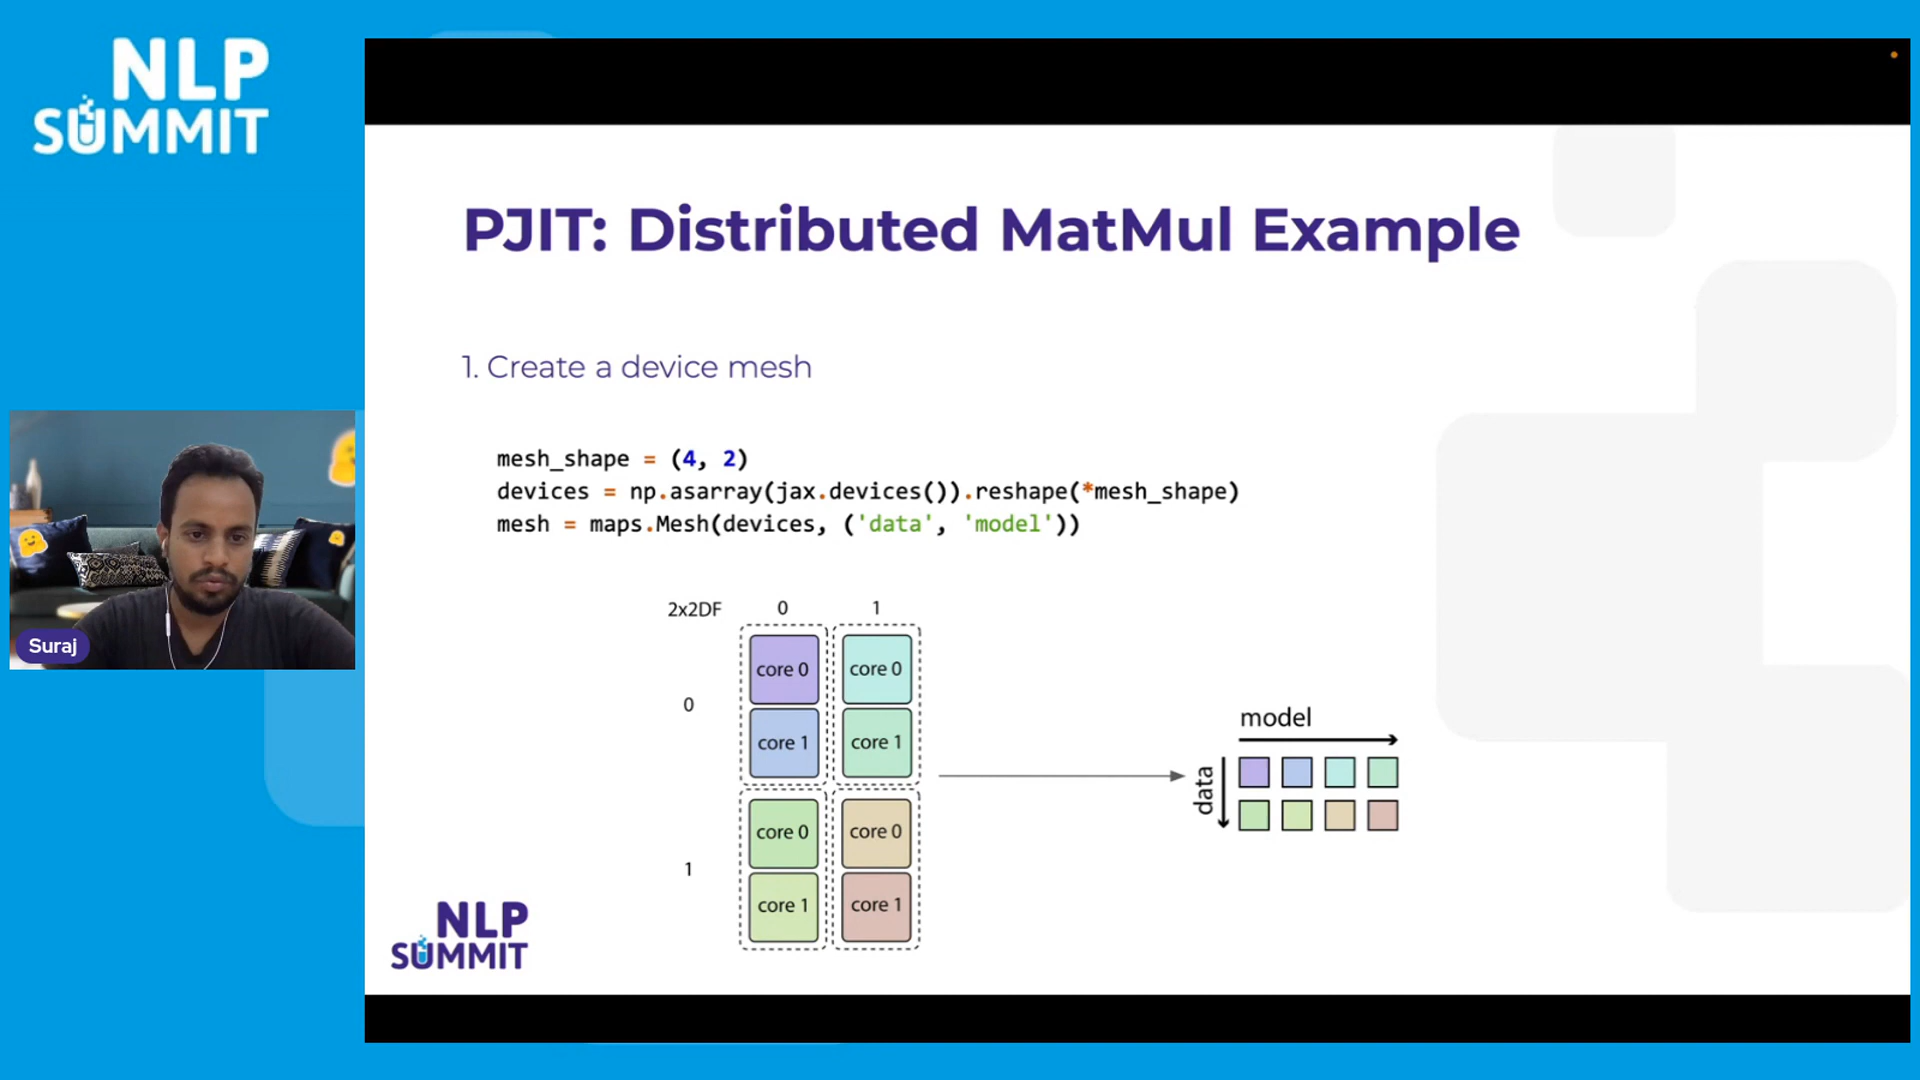 NLP
SUMMIT
PJIT: Distributed MatMul Example
1. Create a device mesh
mesh_shape = (4, 2)
devices = np.asarray(jax.devices()).reshape(*mesh_shape)
mesh = maps.Mesh(devices, ('data', 'model'))
2x2DF 0 1
core 0 core 0
0
core 1 core 1
core 0 core 0
1
core 1 core 1
model
data
Suraj
NLP
SUMMIT